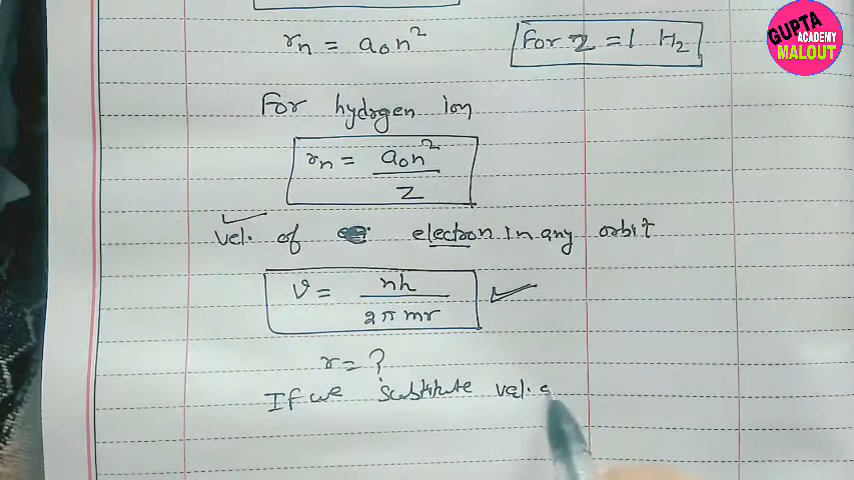 GUPTA
ACADEMY
MALOUT
rn = a₀n²
For Z = 1 H₂
For hydrgen ion
rn = a₀n² / Z
Vel. of electron in any orbit
v = nh / 2πmr
r = ?
If we substitute vel.